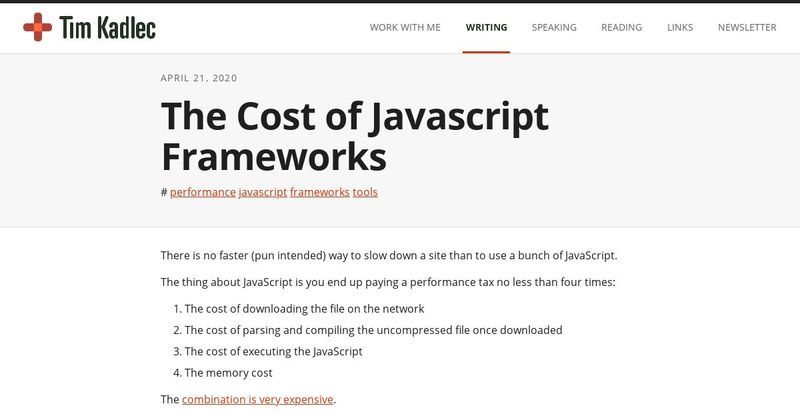 Tim Kadlec
WORK WITH ME WRITING SPEAKING READING LINKS NEWSLETTER
APRIL 21, 2020
The Cost of Javascript
Frameworks
# performance javascript frameworks tools
There is no faster (pun intended) way to slow down a site than to use a bunch of JavaScript.
The thing about JavaScript is you end up paying a performance tax no less than four times:
1. The cost of downloading the file on the network
2. The cost of parsing and compiling the uncompressed file once downloaded
3. The cost of executing the JavaScript
4. The memory cost
The combination is very expensive.